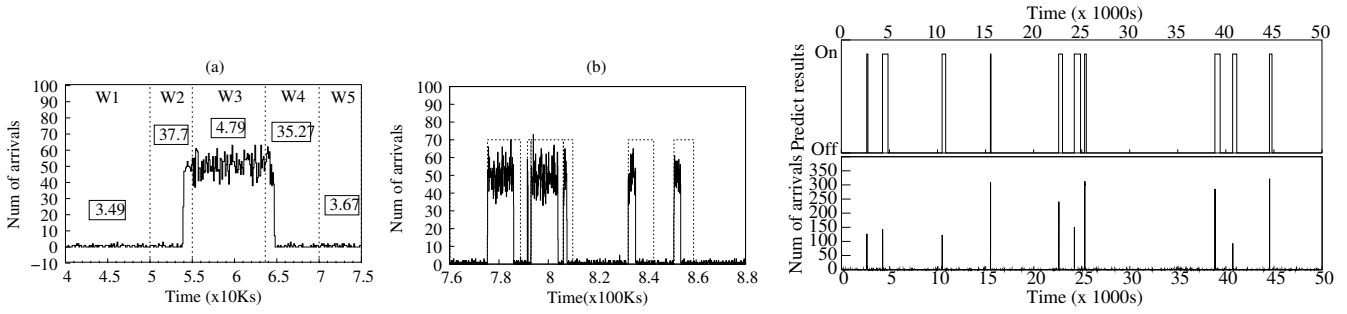 (a)
100
90
80
70
60
50
40
30
20
10
0
−10
Num of arrivals
W1 W2 W3 W4 W5
37.7
4.79
35.27
3.49
3.67
4 4.5 5 5.5 6 6.5 7 7.5
Time (x10Ks)
(b)
100
90
80
70
60
50
40
30
20
10
0
Num of arrivals
7.6 7.8 8 8.2 8.4 8.6 8.8
Time(x100Ks)
Time (x 1000s)
0 5 10 15 20 25 30 35 40 45 50
On
Off
Predict results
350
300
250
200
150
100
50
0
Num of arrivals
0 5 10 15 20 25 30 35 40 45 50
Time (x 1000s)